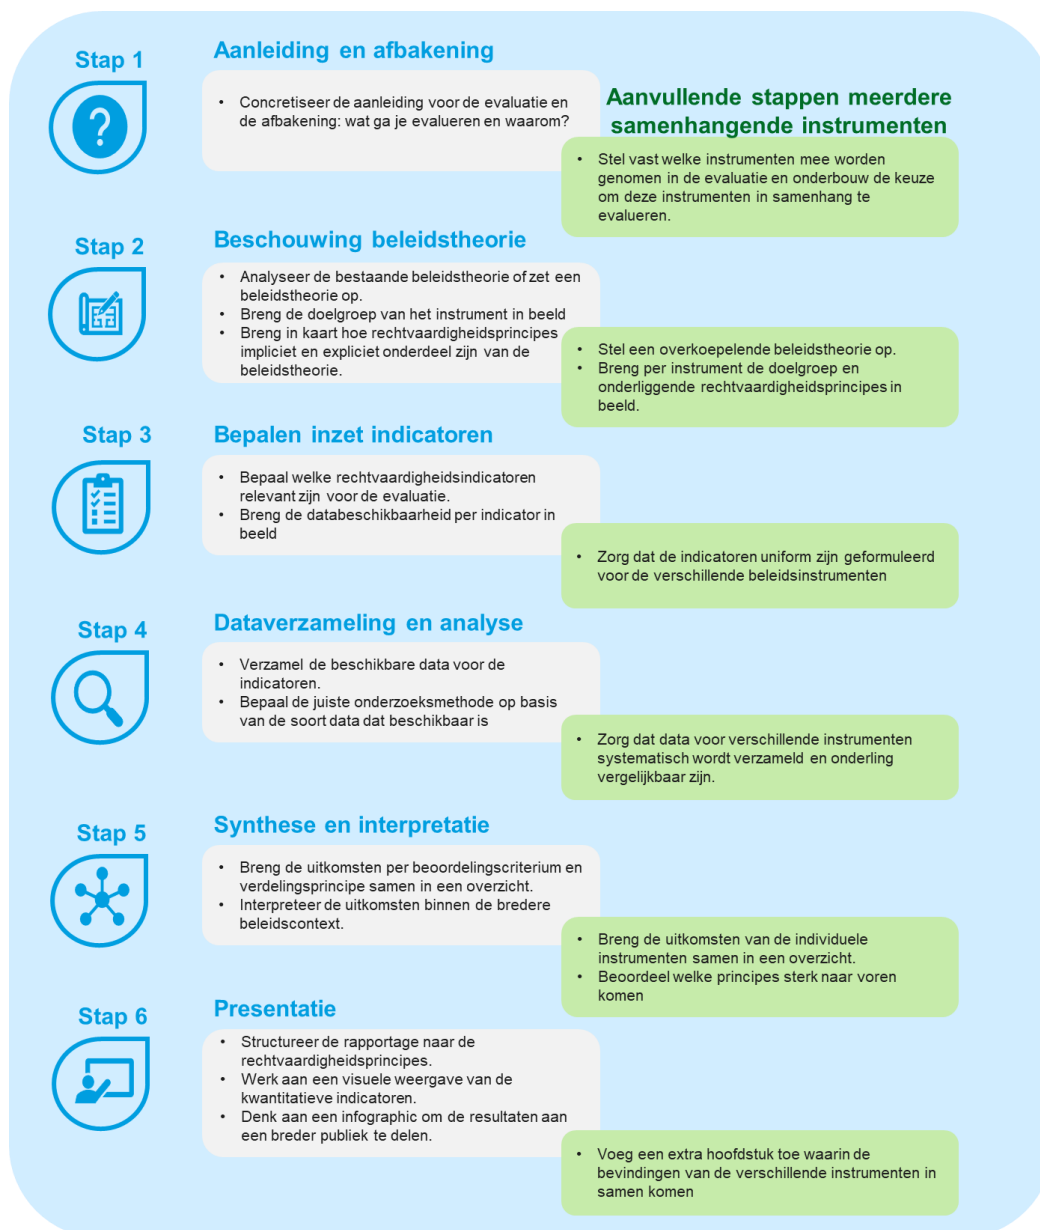 Stap 1
Aanleiding en afbakening
• Concretiseer de aanleiding voor de evaluatie en
de afbakening: wat ga je evalueren en waarom?
Aanvullende stappen meerdere
samenhangende instrumenten
• Stel vast welke instrumenten mee worden
genomen in de evaluatie en onderbouw de keuze
om deze instrumenten in samenhang te
evalueren.
Stap 2
Beschouwing beleidstheorie
• Analyseer de bestaande beleidstheorie of zet een
beleidstheorie op.
• Breng de doelgroep van het instrument in beeld
• Breng in kaart hoe rechtvaardigheidsprincipes
impliciet en expliciet onderdeel zijn van de
beleidstheorie.
• Stel een overkoepelende beleidstheorie op.
• Breng per instrument de doelgroep en
onderliggende rechtvaardigheidsprincipes in
beeld.
Stap 3
Bepalen inzet indicatoren
• Bepaal welke rechtvaardigheidsindicatoren
relevant zijn voor de evaluatie.
• Breng de databeschikbaarheid per indicator in
beeld
• Zorg dat de indicatoren uniform zijn geformuleerd
voor de verschillende beleidsinstrumenten
Stap 4
Dataverzameling en analyse
• Verzamel de beschikbare data voor de
indicatoren.
• Bepaal de juiste onderzoeksmethode op basis
van de soort data dat beschikbaar is
• Zorg dat data voor verschillende instrumenten
systematisch wordt verzameld en onderling
vergelijkbaar zijn.
Stap 5
Synthese en interpretatie
• Breng de uitkomsten per beoordelingscriterium en
verdelingsprincipe samen in een overzicht.
• Interpreteer de uitkomsten binnen de bredere
beleidscontext.
• Breng de uitkomsten van de individuele
instrumenten samen in een overzicht.
• Beoordeel welke principes sterk naar voren
komen
Stap 6
Presentatie
• Structureer de rapportage naar de
rechtvaardigheidsprincipes.
• Werk aan een visuele weergave van de
kwantitatieve indicatoren.
• Denk aan een infographic om de resultaten aan
een breder publiek te delen.
• Voeg een extra hoofdstuk toe waarin de
bevindingen van de verschillende instrumenten in
samen komen